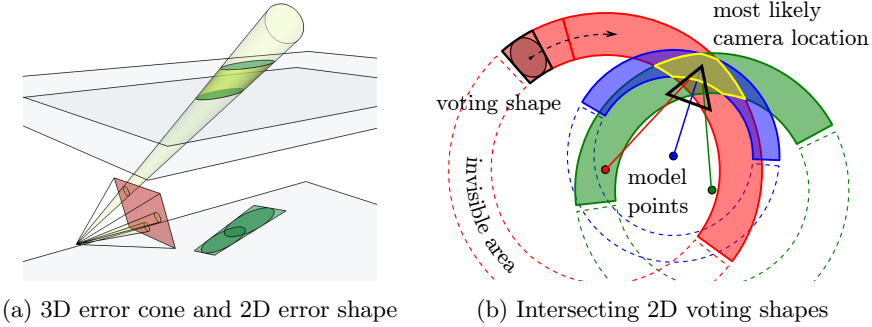 most likely
camera location
voting shape
invisible area
model
points
(a) 3D error cone and 2D error shape
(b) Intersecting 2D voting shapes